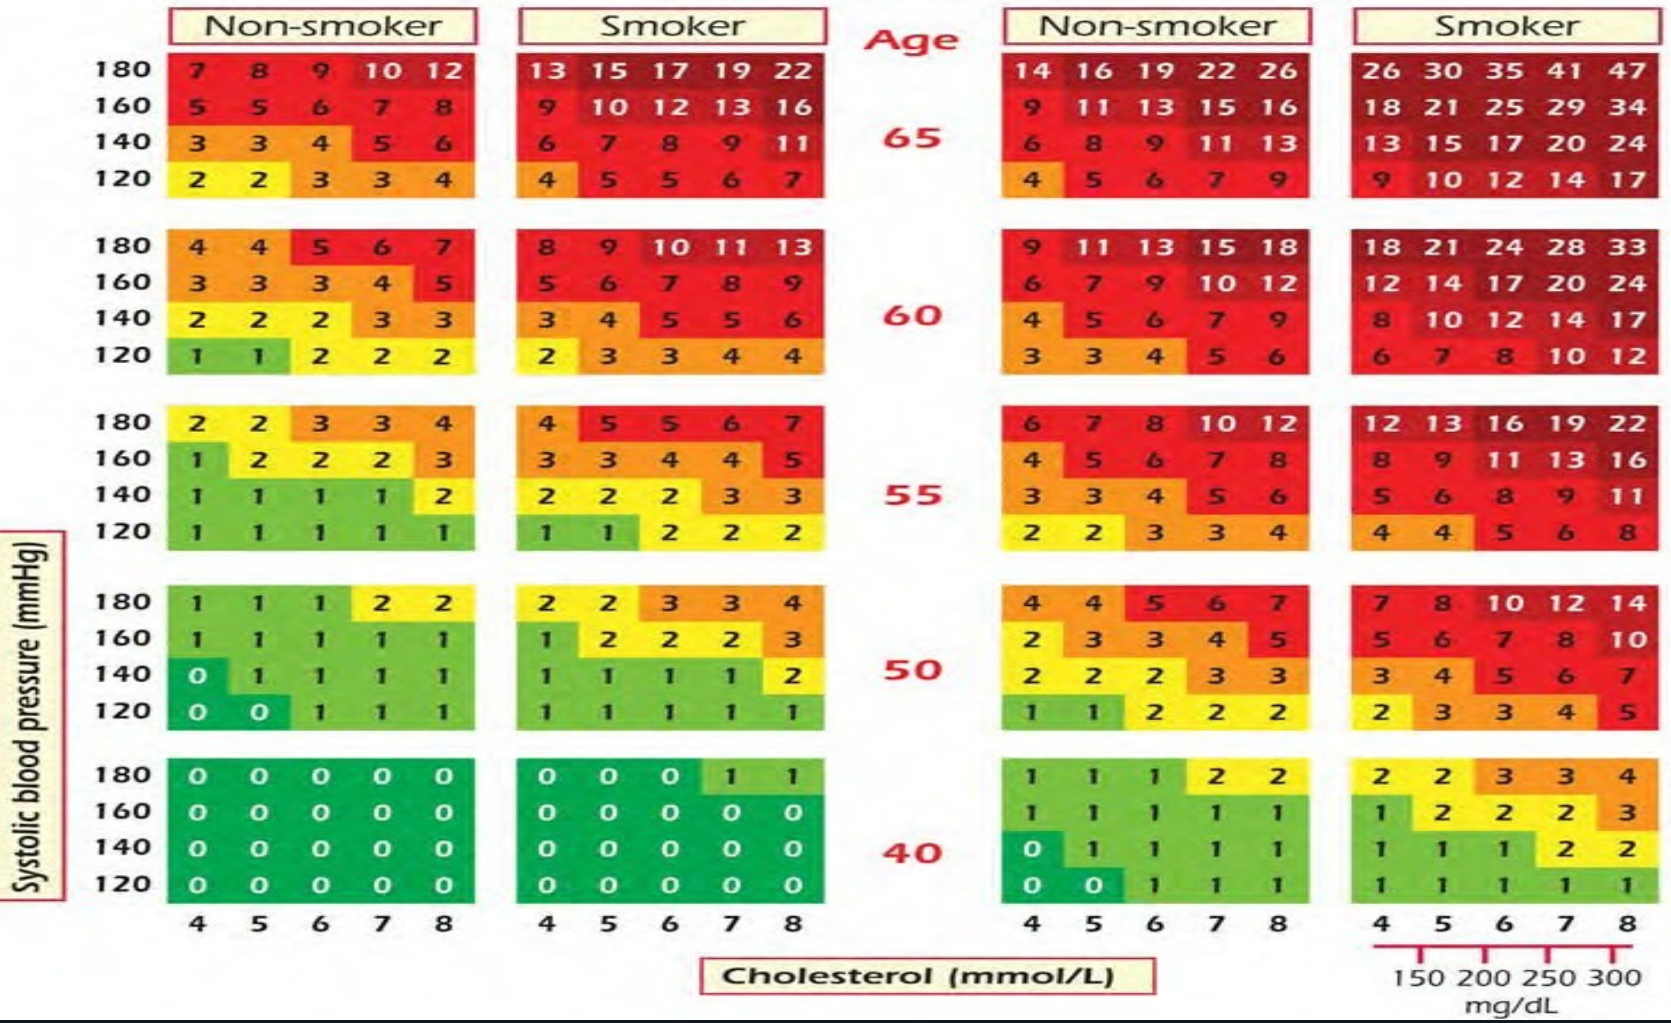 Non-smoker Smoker Age Non-smoker Smoker
180 7 8 9 10 12 13 15 17 19 22 14 16 19 22 26 26 30 35 41 47
160 5 5 6 7 8 9 10 12 13 16 9 11 13 15 16 18 21 25 29 34
65
140 3 3 4 5 6 6 7 8 9 11 6 8 9 11 13 13 15 17 20 24
120 2 2 3 3 4 4 5 5 6 7 4 5 6 7 9 9 10 12 14 17
180 4 4 5 6 7 8 9 10 11 13 9 11 13 15 18 18 21 24 28 33
160 3 3 3 4 5 5 6 7 8 9 6 7 9 10 12 12 14 17 20 24
60
140 2 2 2 3 3 3 4 5 5 6 4 5 6 7 9 8 10 12 14 17
120 1 1 2 2 2 2 3 3 4 4 3 3 4 5 6 6 7 8 10 12
180 2 2 3 3 4 4 5 5 6 7 6 7 8 10 12 12 13 16 19 22
160 1 2 2 2 3 3 3 4 4 5 4 5 6 7 8 8 9 11 13 16
140 1 1 1 1 2 2 2 2 3 3 55 3 3 4 5 6 5 6 8 9 11
120 1 1 1 1 1 1 1 2 2 2 2 2 3 3 4 4 4 5 6 8
180 1 1 1 2 2 2 2 3 3 4 4 4 5 6 7 7 8 10 12 14
160 1 1 1 1 1 1 2 2 2 3 2 3 3 4 5 5 6 7 8 10
140 0 1 1 1 1 1 1 1 1 2 50 2 2 2 3 3 3 4 5 6 7
120 0 0 1 1 1 1 1 1 1 1 1 1 2 2 2 2 3 3 4 5
180 0 0 0 0 0 0 0 0 1 1 1 1 1 2 2 2 2 3 3 4
160 0 0 0 0 0 0 0 0 0 0 1 1 1 1 1 1 2 2 2 3
140 0 0 0 0 0 0 0 0 0 0 40 0 1 1 1 1 1 1 1 2 2
120 0 0 0 0 0 0 0 0 0 0 0 0 1 1 1 1 1 1 1 1
4 5 6 7 8 4 5 6 7 8 4 5 6 7 8 4 5 6 7 8
Systolic blood pressure (mmHg)
Cholesterol (mmol/L)
150 200 250 300
mg/dL